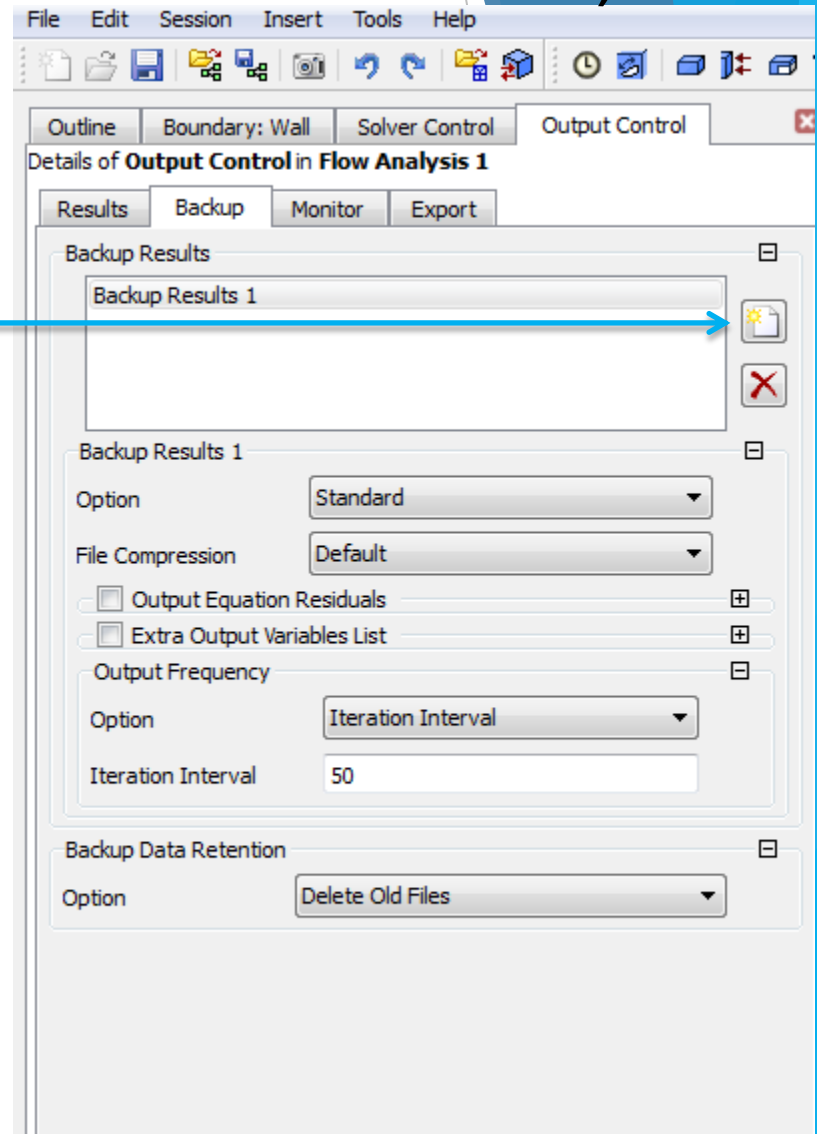 File Edit Session Insert Tools Help
Outline Boundary: Wall Solver Control Output Control
Details of Output Control in Flow Analysis 1
Results Backup Monitor Export
Backup Results
Backup Results 1
Backup Results 1
Option Standard
File Compression Default
Output Equation Residuals
Extra Output Variables List
Output Frequency
Option Iteration Interval
Iteration Interval 50
Backup Data Retention
Option Delete Old Files